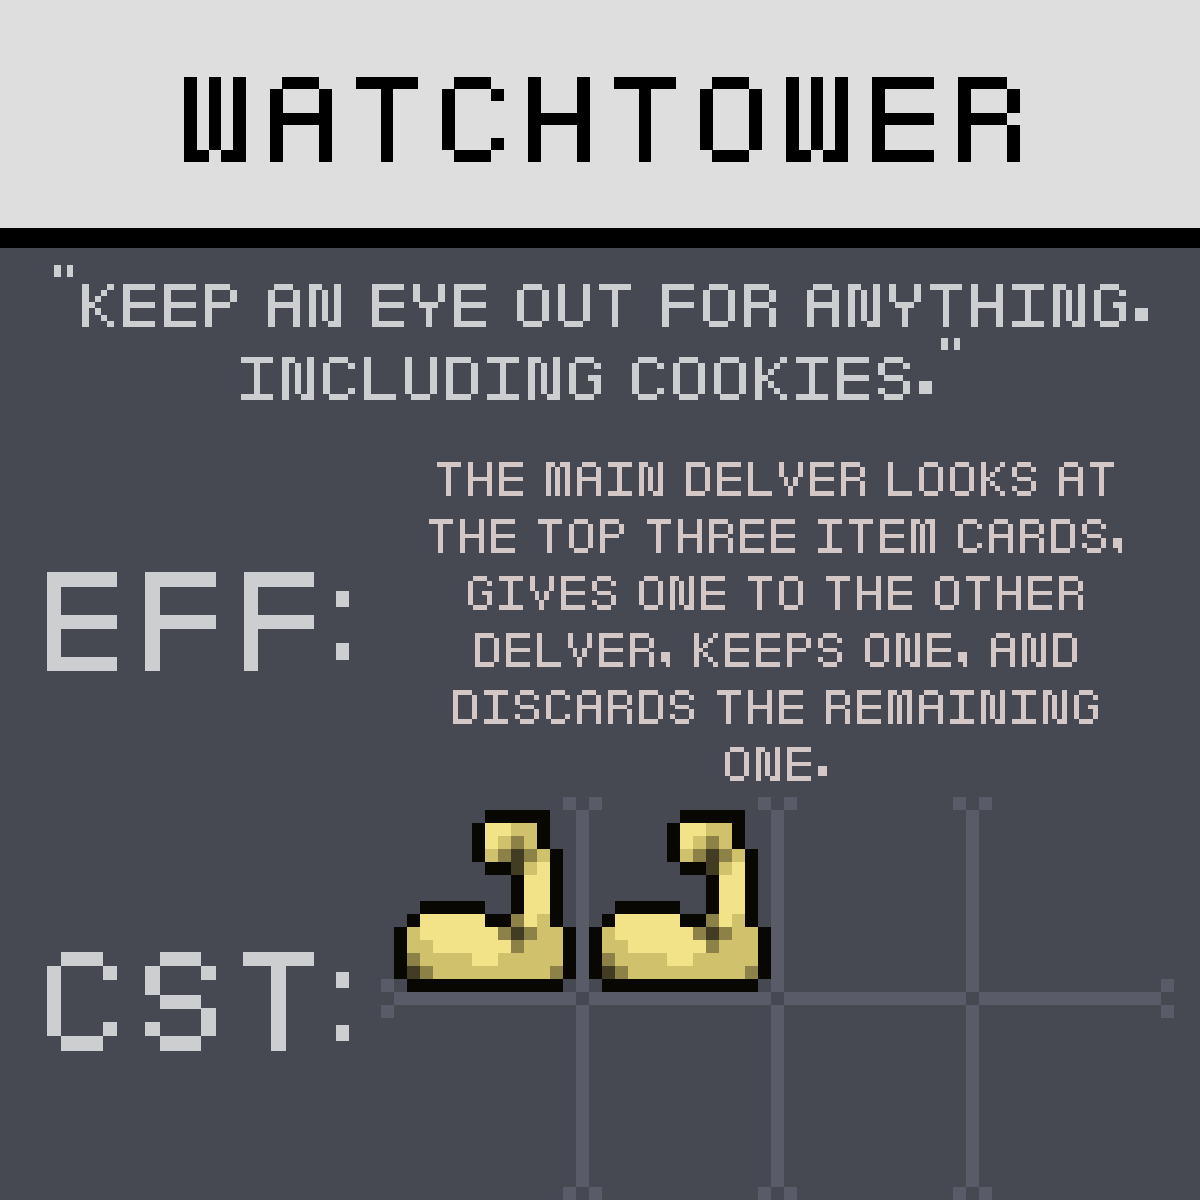 WATCHTOWER
"KEEP AN EYE OUT FOR ANYTHING.
INCLUDING COOKIES."
THE MAIN DELVER LOOKS AT
THE TOP THREE ITEM CARDS,
GIVES ONE TO THE OTHER
DELVER, KEEPS ONE, AND
DISCARDS THE REMAINING
ONE.
EFF:
CST: